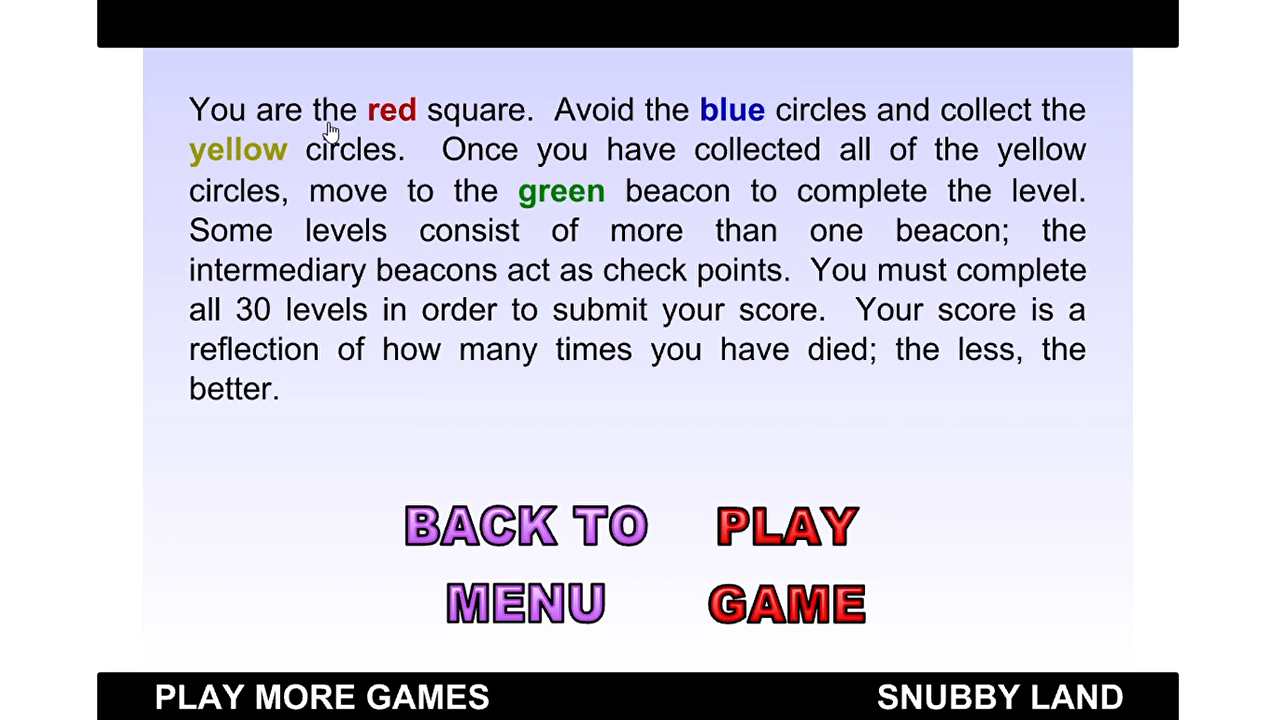 You are the red square. Avoid the blue circles and collect the
yellow circles. Once you have collected all of the yellow
circles, move to the green beacon to complete the level.
Some levels consist of more than one beacon; the
intermediary beacons act as check points. You must complete
all 30 levels in order to submit your score. Your score is a
reflection of how many times you have died; the less, the
better.
BACK TO
MENU
PLAY
GAME
PLAY MORE GAMES
SNUBBY LAND